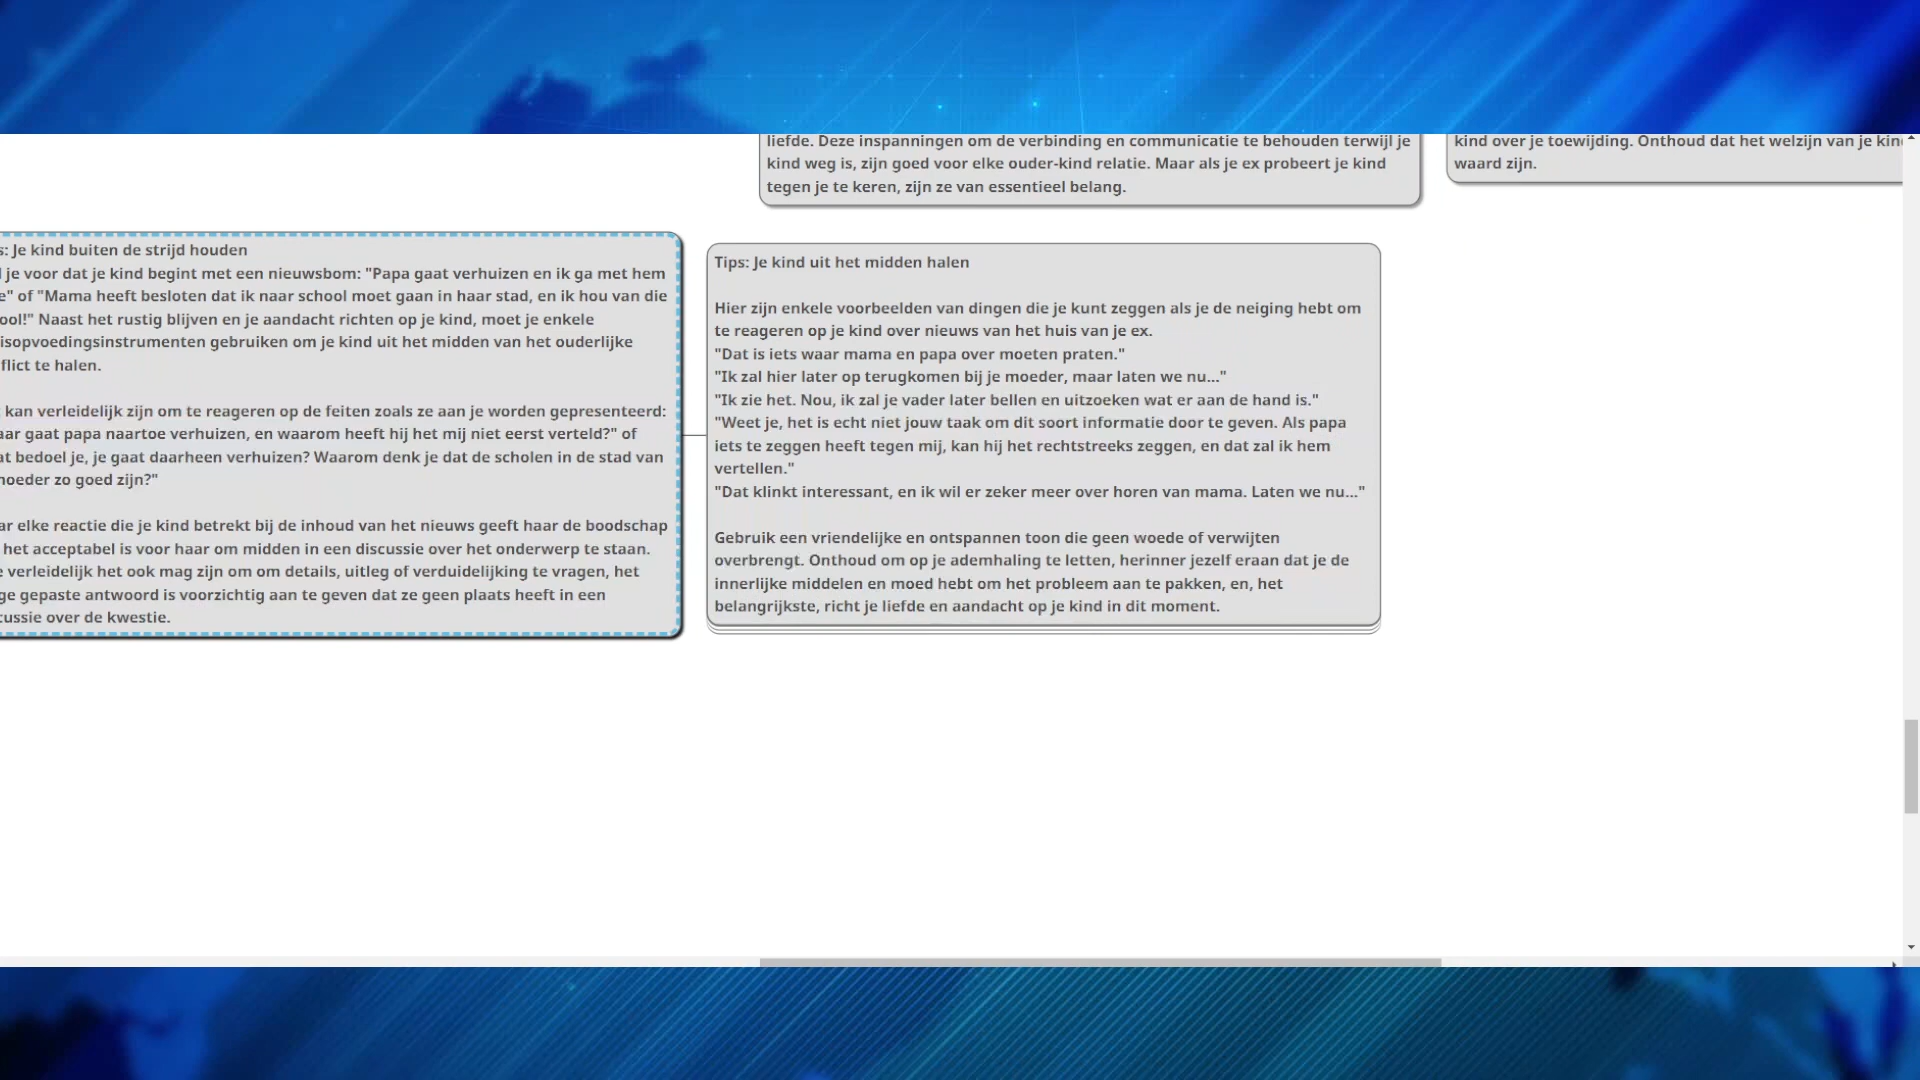 liefde. Deze inspanningen om de verbinding en communicatie te behouden terwijl je
kind weg is, zijn goed voor elke ouder-kind relatie. Maar als je ex probeert je kind
tegen je te keren, zijn ze van essentieel belang.
kind over je toewijding. Onthoud dat het welzijn van je
waard zijn.
Je kind buiten de strijd houden
je voor dat je kind begint met een nieuwsbom: "Papa gaat verhuizen en ik ga met hem
of "Mama heeft besloten dat ik naar school moet gaan in haar stad, en ik hou van die
Naast het rustig blijven en je aandacht richten op je kind, moet je enkele
gebruiken om je kind uit het midden van het ouderlijke
te halen.
kan verleidelijk zijn om te reageren op de feiten zoals ze aan je worden gepresenteerd:
gaat papa naartoe verhuizen, en waarom heeft hij het mij niet eerst verteld?" of
bedoel je, je gaat daarheen verhuizen? Waarom denk je dat de scholen in de stad van
zo goed zijn?"
elke reactie die je kind betrekt bij de inhoud van het nieuws geeft haar de boodschap
het acceptabel is voor haar om midden in een discussie over het onderwerp te staan.
verleidelijk het ook mag zijn om om details, uitleg of verduidelijking te vragen, het
gepaste antwoord is voorzichtig aan te geven dat ze geen plaats heeft in een
over de kwestie.
Tips: Je kind uit het midden halen
Hier zijn enkele voorbeelden van dingen die je kunt zeggen als je de neiging hebt om
te reageren op je kind over nieuws van het huis van je ex.
"Dat is iets waar mama en papa over moeten praten."
"Ik zal hier later op terugkomen bij je moeder, maar laten we nu..."
"Ik zie het. Nou, ik zal je vader later bellen en uitzoeken wat er aan de hand is."
"Weet je, het is echt niet jouw taak om dit soort informatie door te geven. Als papa
iets te zeggen heeft tegen mij, kan hij het rechtstreeks zeggen, en dat zal ik hem
vertellen."
"Dat klinkt interessant, en ik wil er zeker meer over horen van mama. Laten we nu..."
Gebruik een vriendelijke en ontspannen toon die geen woede of verwijten
overbrengt. Onthoud om op je ademhaling te letten, herinner jezelf eraan dat je de
innerlijke middelen en moed hebt om het probleem aan te pakken, en, het
belangrijkste, richt je liefde en aandacht op je kind in dit moment.